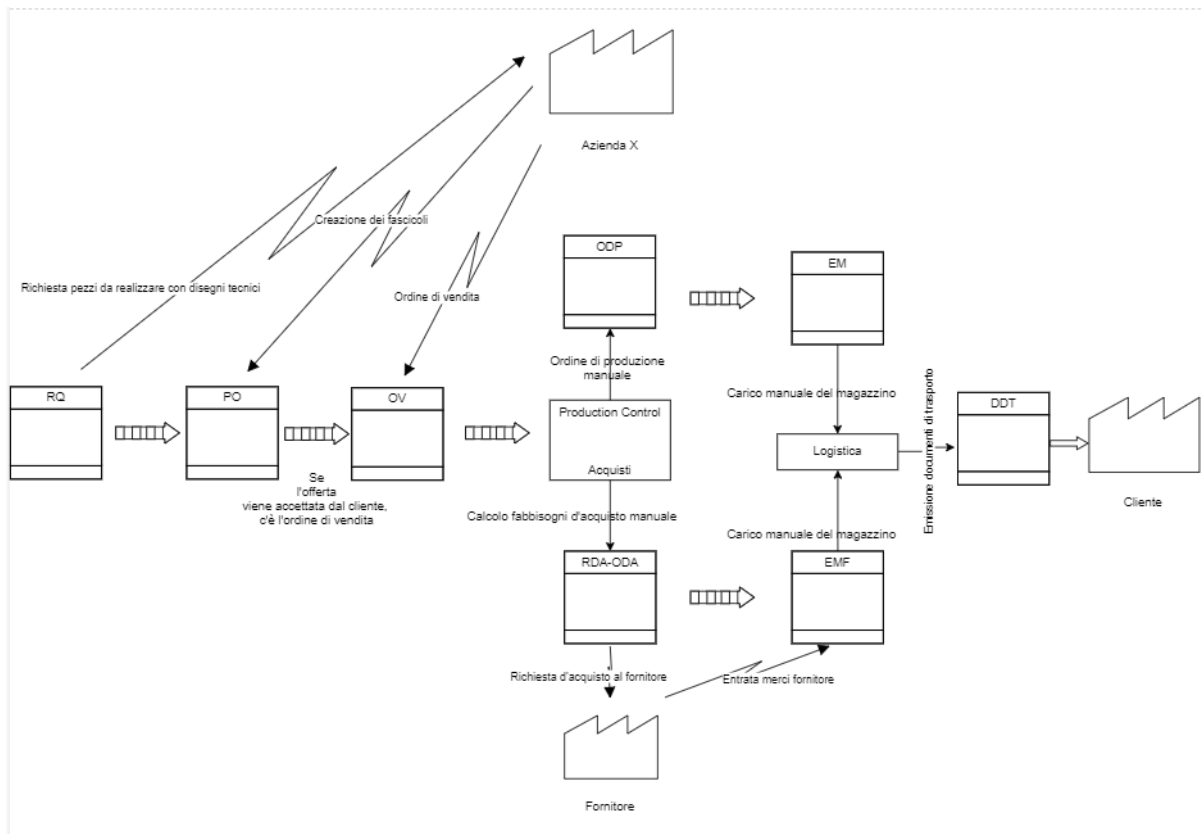 Azienda X
Creazione dei fascicoli
Richiesta pezzi da realizzare con disegni tecnici
Ordine di vendita
ODP
EM
Ordine di produzione
manuale
Carico manuale del magazzino
RQ
PO
OV
Production Control
Acquisti
Logistica
Emissione documenti di trasporto
DDT
Cliente
Se
l'offerta
viene accettata dal cliente,
c'è l'ordine di vendita
Calcolo fabbisogni d'acquisto manuale
Carico manuale del magazzino
RDA-ODA
EMF
Richiesta d'acquisto al fornitore
Entrata merci fornitore
Fornitore